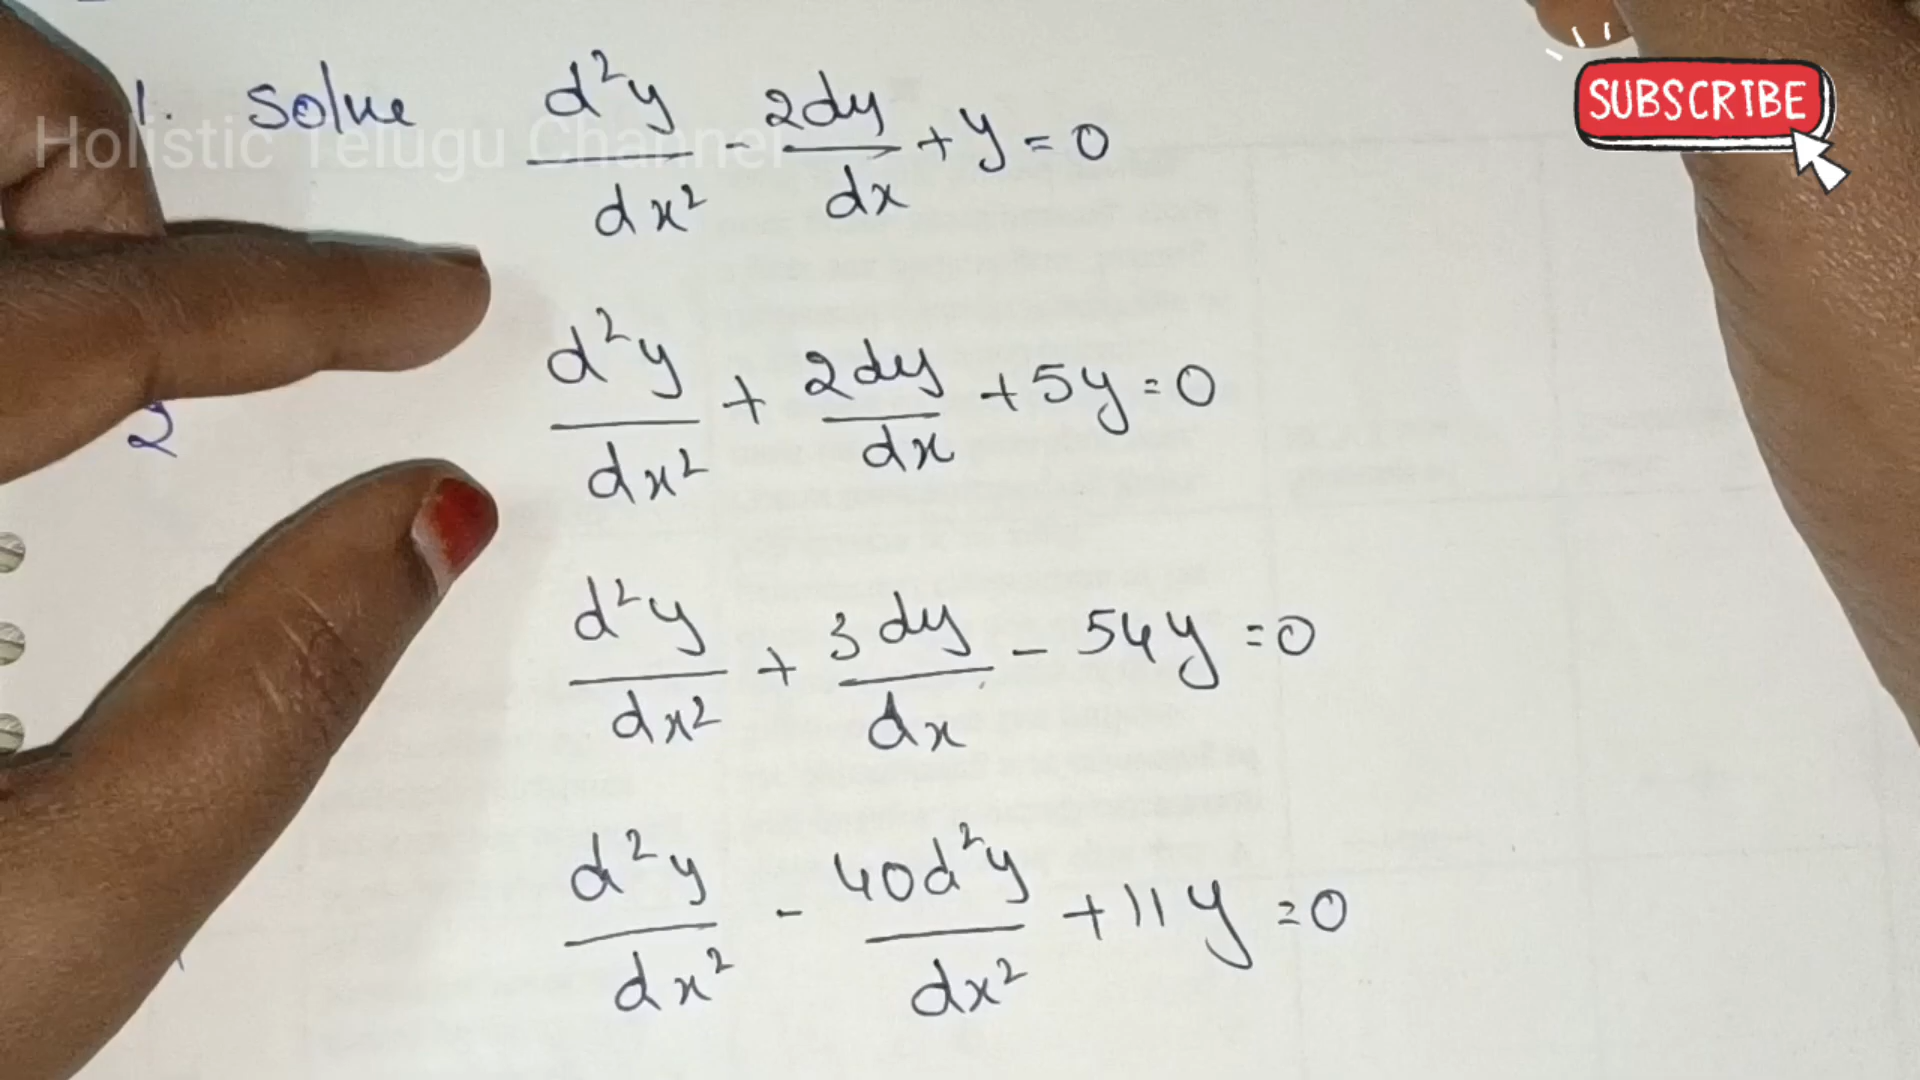 1. Solve d²y/dx² - 2dy/dx + y = 0
Holistic Telugu Channel
SUBSCRIBE
2 d²y/dx² + 2dy/dx + 5y = 0
d²y/dx² + 3dy/dx - 54y = 0
d²y/dx² - 40d²y/dx² + 11y = 0